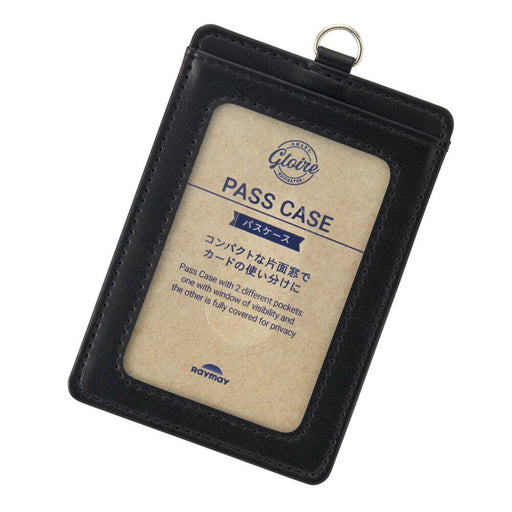 SMART
Gloire
NAVIGATOR
PASS CASE
パスケース
コンパクトな片面窓で
カードの使い分けに
Pass Case with 2 different pockets:
one with window of visibility and
the other is fully covered for privacy
Raymay